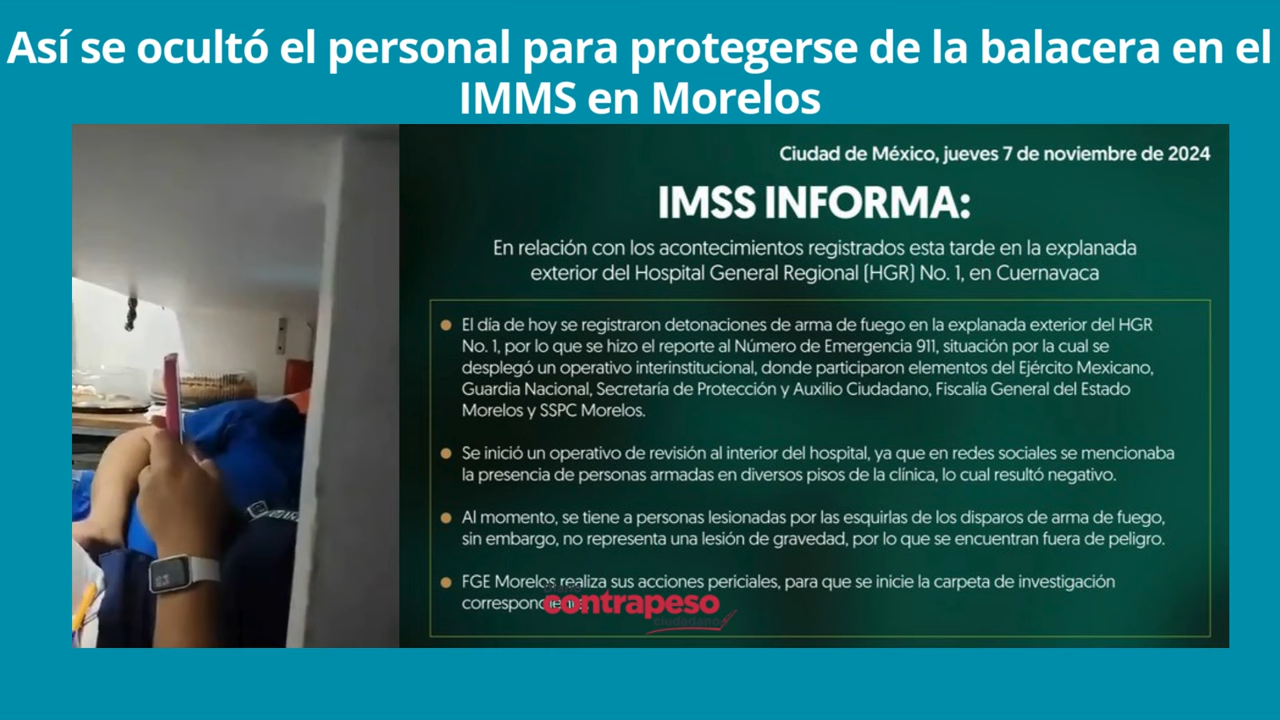 Así se ocultó el personal para protegerse de la balacera en el
IMMS en Morelos
Ciudad de México, jueves 7 de noviembre de 2024
IMSS INFORMA:
En relación con los acontecimientos registrados esta tarde en la explanada
exterior del Hospital General Regional (HGR) No. 1, en Cuernavaca
El día de hoy se registraron detonaciones de arma de fuego en la explanada exterior del HGR
No. 1, por lo que se hizo el reporte al Número de Emergencia 911, situación por la cual se
desplegó un operativo interinstitucional, donde participaron elementos del Ejército Mexicano,
Guardia Nacional, Secretaría de Protección y Auxilio Ciudadano, Fiscalía General del Estado
Morelos y SSPC Morelos.
Se inició un operativo de revisión al interior del hospital, ya que en redes sociales se mencionaba
la presencia de personas armadas en diversos pisos de la clínica, lo cual resultó negativo.
Al momento, se tiene a personas lesionadas por las esquirlas de los disparos de arma de fuego,
sin embargo, no representa una lesión de gravedad, por lo que se encuentran fuera de peligro.
FGE Morelos realiza sus acciones periciales, para que se inicie la carpeta de investigación
contrapeso
ciudadano